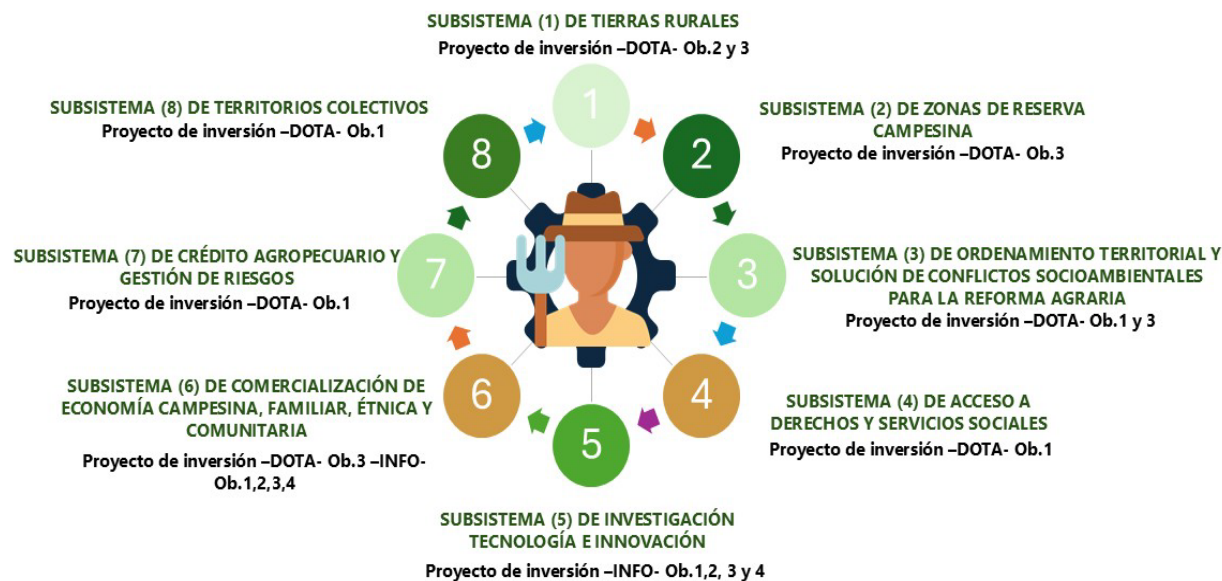 SUBSISTEMA (1) DE TIERRAS RURALES
Proyecto de inversión –DOTA- Ob.2 y 3
1
SUBSISTEMA (2) DE ZONAS DE RESERVA
CAMPESINA
Proyecto de inversión –DOTA- Ob.3
2
SUBSISTEMA (3) DE ORDENAMIENTO TERRITORIAL Y
SOLUCIÓN DE CONFLICTOS SOCIOAMBIENTALES
PARA LA REFORMA AGRARIA
Proyecto de inversión –DOTA- Ob.1 y 3
3
SUBSISTEMA (4) DE ACCESO A
DERECHOS Y SERVICIOS SOCIALES
Proyecto de inversión –DOTA- Ob.1
4
SUBSISTEMA (5) DE INVESTIGACIÓN
TECNOLOGÍA E INNOVACIÓN
Proyecto de inversión –INFO- Ob.1,2, 3 y 4
5
SUBSISTEMA (6) DE COMERCIALIZACIÓN DE
ECONOMÍA CAMPESINA, FAMILIAR, ÉTNICA Y
COMUNITARIA
Proyecto de inversión –DOTA- Ob.3 –INFO-
Ob.1,2,3,4
6
SUBSISTEMA (7) DE CRÉDITO AGROPECUARIO Y
GESTIÓN DE RIESGOS
Proyecto de inversión –DOTA- Ob.1
7
SUBSISTEMA (8) DE TERRITORIOS COLECTIVOS
Proyecto de inversión –DOTA- Ob.1
8